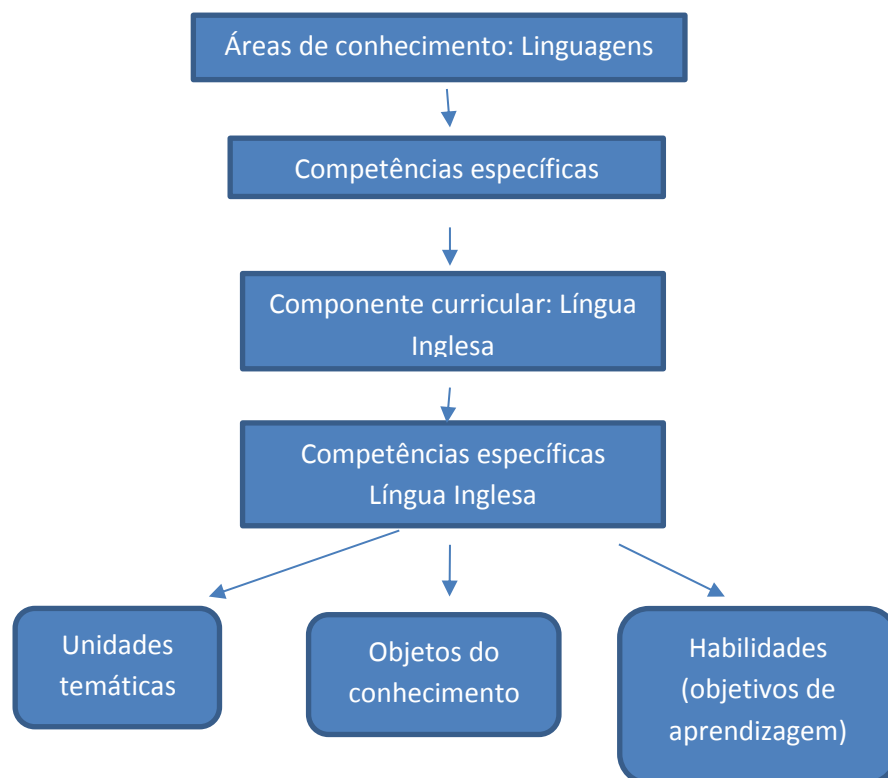 Áreas de conhecimento: Linguagens
Competências específicas
Componente curricular: Língua
Inglesa
Competências específicas
Língua Inglesa
Unidades
temáticas
Objetos do
conhecimento
Habilidades
(objetivos de
aprendizagem)